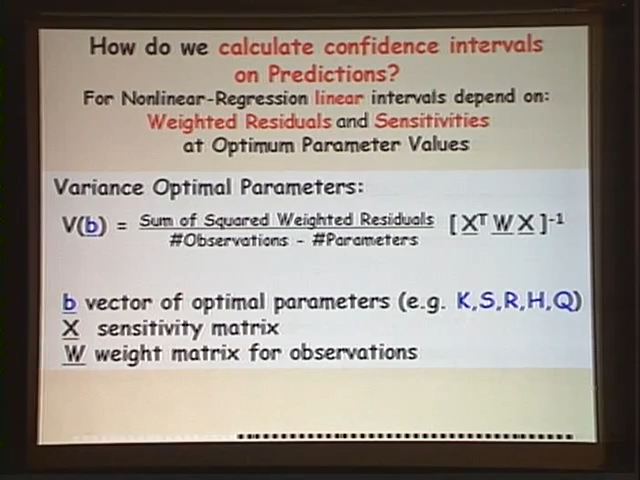 How do we calculate confidence intervals
on Predictions?
For Nonlinear-Regression linear intervals depend on:
Weighted Residuals and Sensitivities
at Optimum Parameter Values
Variance Optimal Parameters:
V(b) = Sum of Squared Weighted Residuals / #Observations - #Parameters [XᵀWX]⁻¹
b vector of optimal parameters (e.g. K,S,R,H,Q)
X sensitivity matrix
W weight matrix for observations